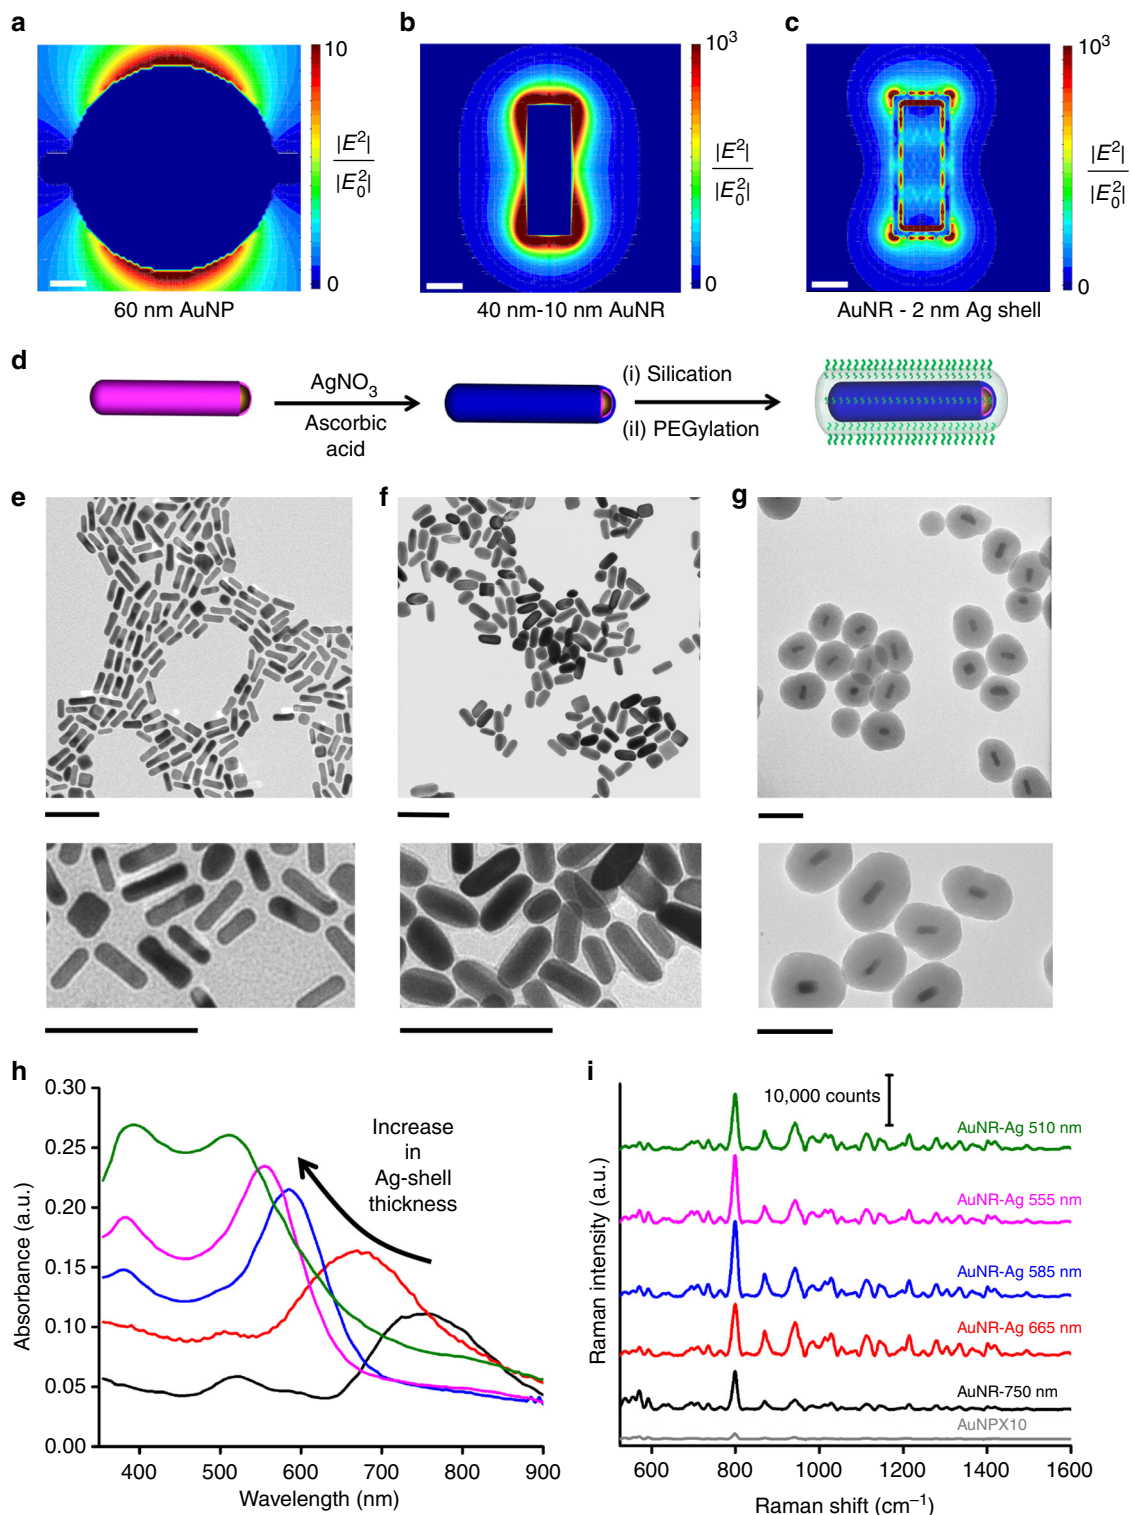 a
10
|E²|
|E₀²|
0
60 nm AuNP
b
10³
|E²|
|E₀²|
0
40 nm-10 nm AuNR
c
10³
|E²|
|E₀²|
0
AuNR - 2 nm Ag shell
d
AgNO₃
Ascorbic
acid
(i) Silication
(iI) PEGylation
e
f
g
h
0.30
0.25
0.20
0.15
0.10
0.05
0.00
Absorbance (a.u.)
Increase
in
Ag-shell
thickness
400
500
600
700
800
900
Wavelength (nm)
i
10,000 counts
AuNR-Ag 510 nm
AuNR-Ag 555 nm
AuNR-Ag 585 nm
AuNR-Ag 665 nm
AuNR-750 nm
AuNPX10
Raman intensity (a.u.)
600
800
1000
1200
1400
1600
Raman shift (cm⁻¹)